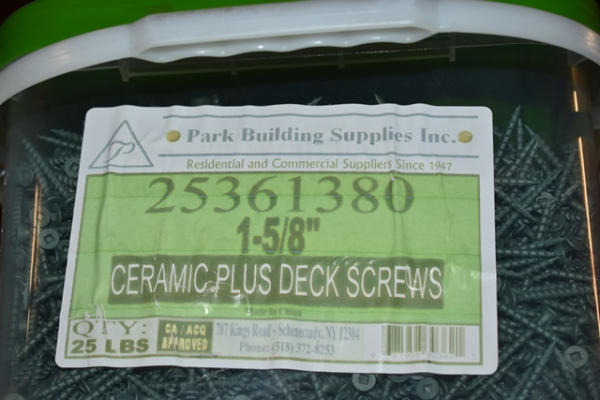 Park Building Supplies Inc.
Residential and Commercial Suppliers Since 1947
25361380
1-5/8"
CERAMIC PLUS DECK SCREWS
Made In China
QTY:
25 LBS
CA / ACQ
APPROVED
707 Kings Road - Schenectady, NY 12304
Phone: (518) 372-8253